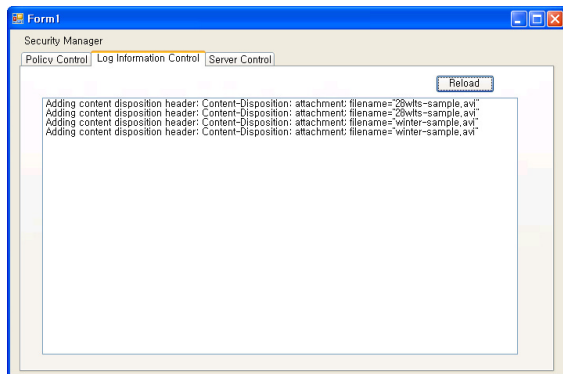 Form1
Security Manager
Policy Control Log Information Control Server Control
Reload
Adding content disposition header: Content-Disposition: attachment; filename="28wlts-sample,avi"
Adding content disposition header: Content-Disposition: attachment; filename="28wlts-sample,avi"
Adding content disposition header: Content-Disposition: attachment; filename="winter-sample,avi"
Adding content disposition header: Content-Disposition: attachment; filename="winter-sample,avi"